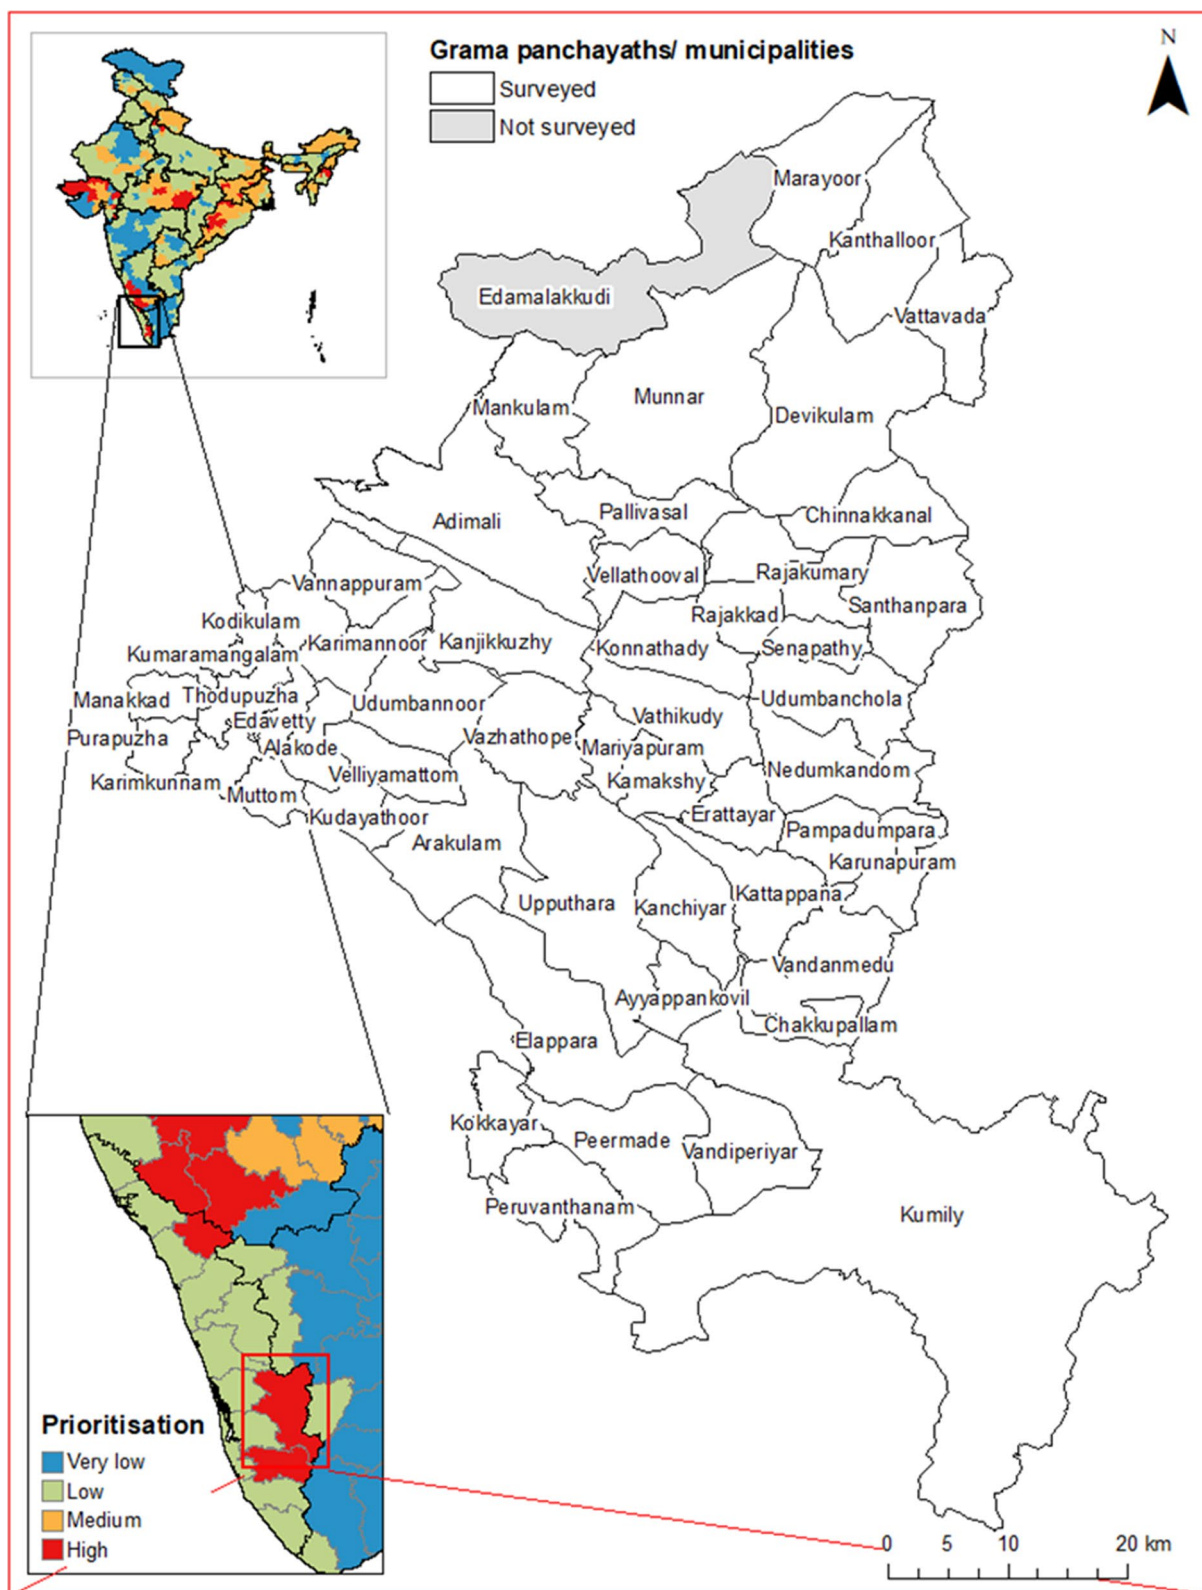 Grama panchayaths/ municipalities
Surveyed
Not surveyed
N
Marayoor
Kanthalloor
Edamalakkudi
Vattavada
Munnar
Mankulam
Devikulam
Pallivasal
Chinnakkanal
Adimali
Vellathooval
Rajakumary
Vannappuram
Santhanpara
Rajakkad
Kodikulam
Karimannoor
Kanjikkuzhy
Konnathady
Senapathy
Kumaramangalam
Manakkad
Thodupuzha
Udumbanchola
Udumbannoor
Edavetty
Vathikudy
Purapuzha
Vazhathope
Alakode
Mariyapuram
Velliyamattom
Nedumkandom
Karimkunnam
Kamakshy
Muttom
Erattayar
Kudayathoor
Pampadumpara
Arakulam
Karunapuram
Kattappana
Upputhara
Kanchiyar
Vandanmedu
Ayyappankovil
Chakkupallam
Elappara
Kokkayar
Peermade
Vandiperiyar
Peruvanthanam
Kumily
Prioritisation
Very low
Low
Medium
High
0 5 10 20 km